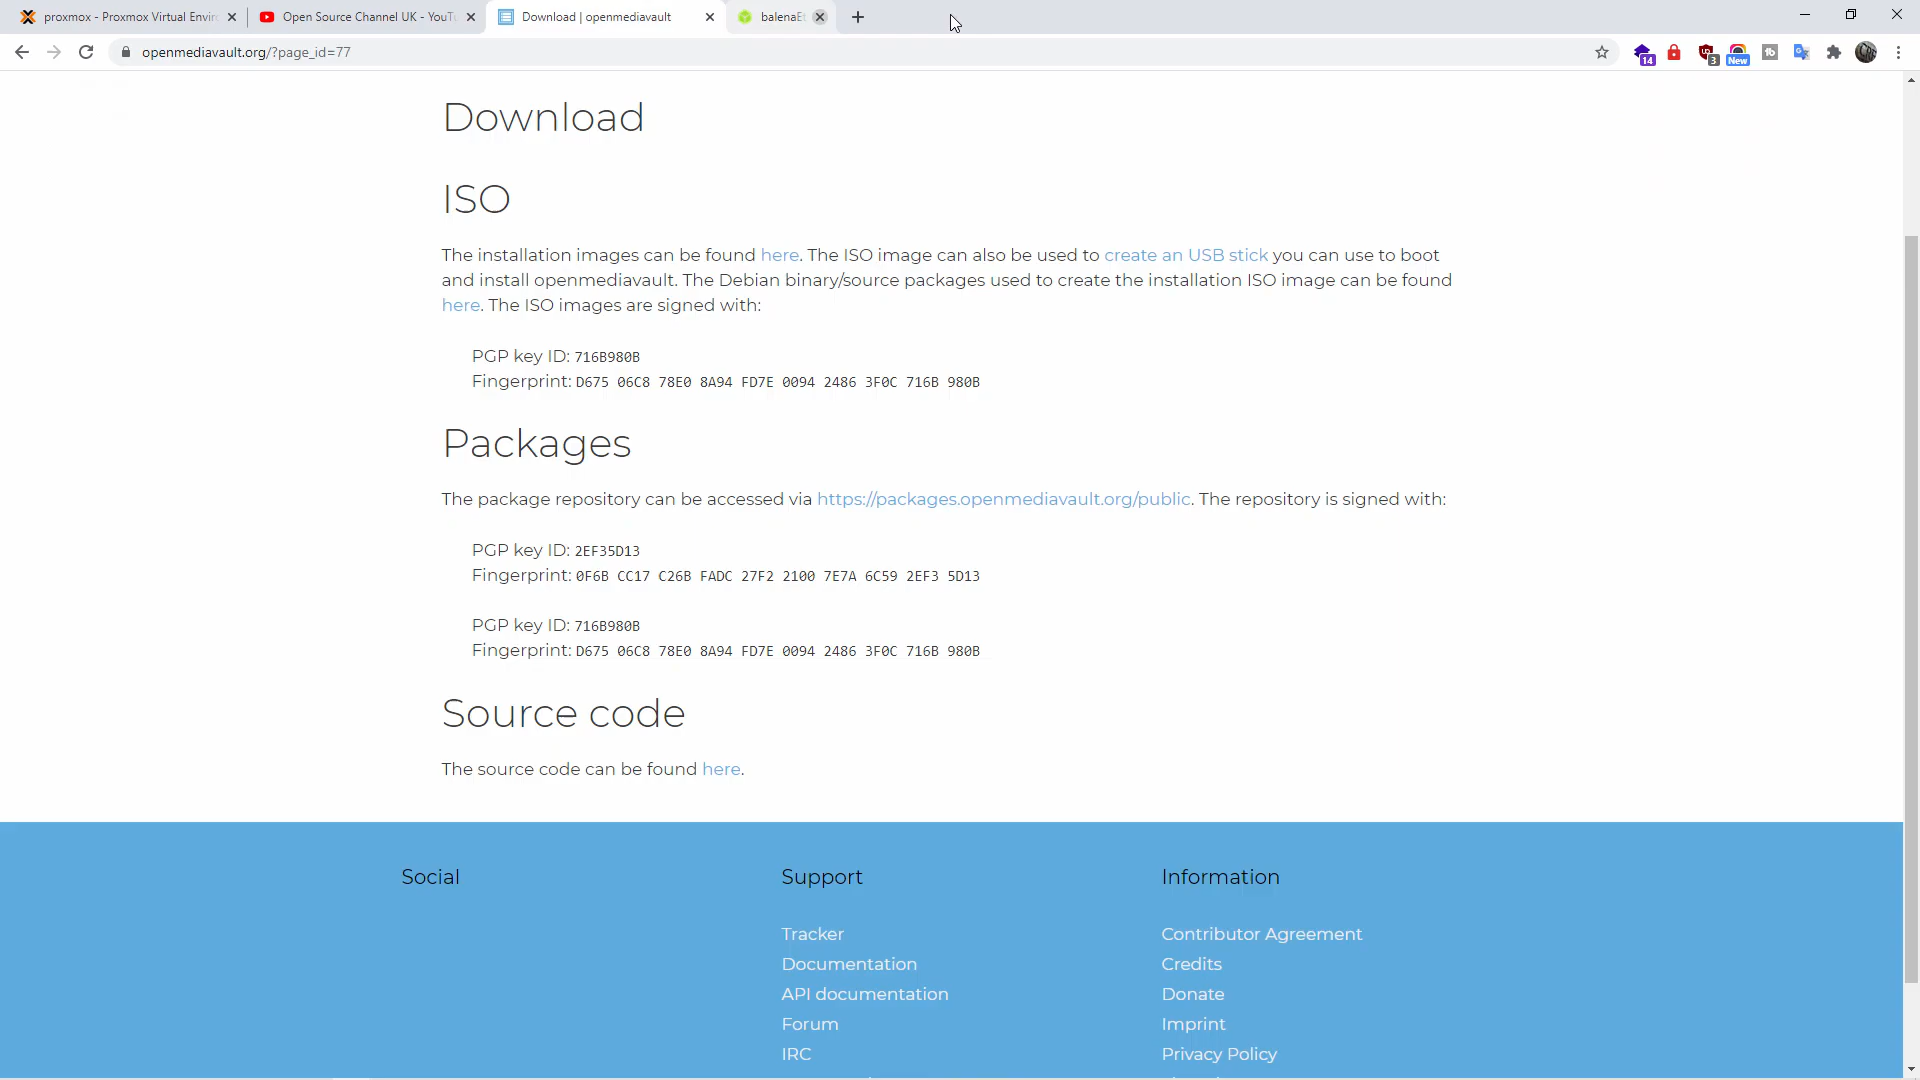 proxmox - Proxmox Virtual Envir
Open Source Channel UK - YouTu
Download | openmediavault
balenaEt
openmediavault.org/?page_id=77
14
3
New
Download
ISO
The installation images can be found here. The ISO image can also be used to create an USB stick you can use to boot
and install openmediavault. The Debian binary/source packages used to create the installation ISO image can be found
here. The ISO images are signed with:
PGP key ID: 716B980B
Fingerprint: D675 06C8 78E0 8A94 FD7E 0094 2486 3F0C 716B 980B
Packages
The package repository can be accessed via https://packages.openmediavault.org/public. The repository is signed with:
PGP key ID: 2EF35D13
Fingerprint: 0F6B CC17 C26B FADC 27F2 2100 7E7A 6C59 2EF3 5D13
PGP key ID: 716B980B
Fingerprint: D675 06C8 78E0 8A94 FD7E 0094 2486 3F0C 716B 980B
Source code
The source code can be found here.
Social
Support
Information
Tracker
Contributor Agreement
Documentation
Credits
API documentation
Donate
Forum
Imprint
IRC
Privacy Policy